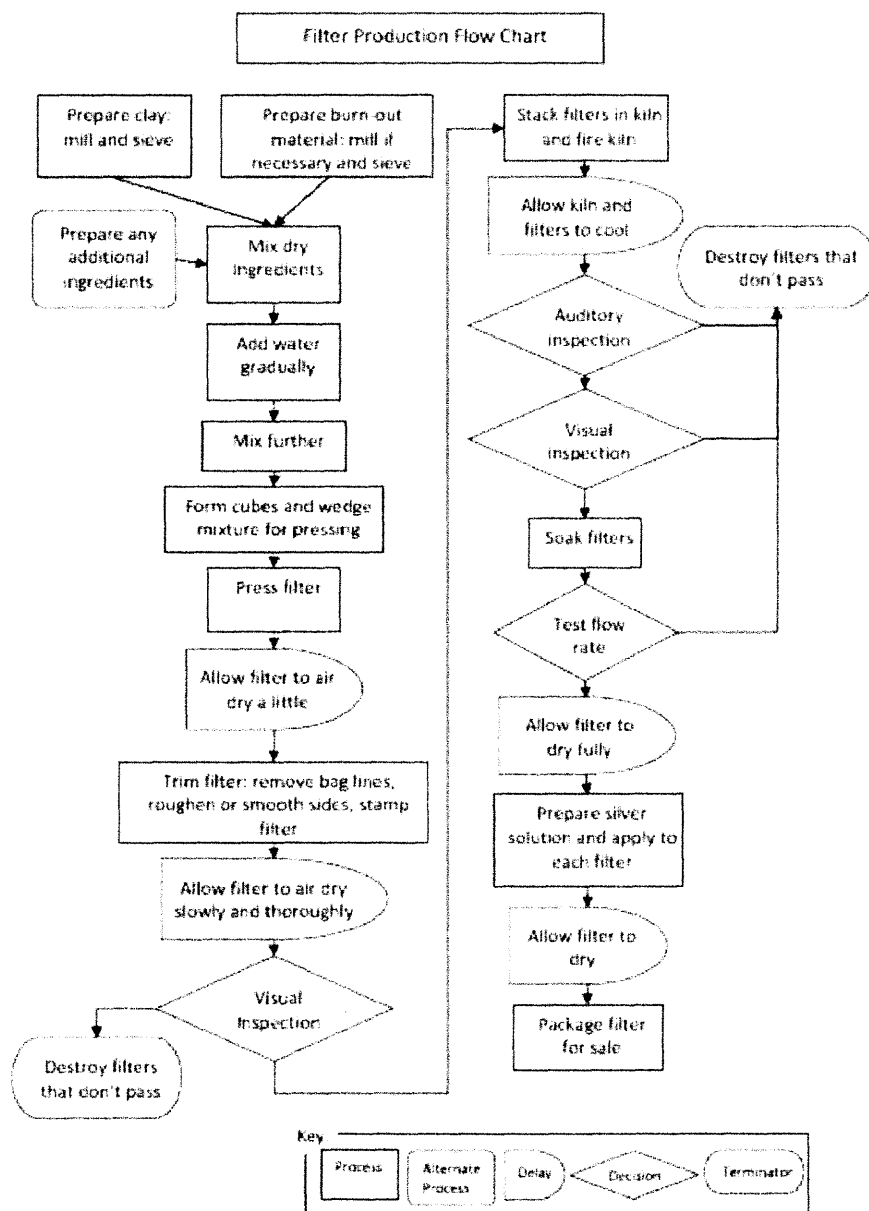 Filter Production Flow Chart
Prepare clay:
mill and sieve
Prepare burn-out
material: mill if
necessary and sieve
Prepare any
additional
ingredients
Mix dry
Ingredients
Add water
gradually
Mix further
Form cubes and wedge
mixture for pressing
Press filter
Allow filter to air
dry a little
Trim filter: remove bag lines,
roughen or smooth sides, stamp
filter
Allow filter to air dry
slowly and thoroughly
Visual
Inspection
Destroy filters
that don't pass
Stack filters in kiln
and fire kiln
Allow kiln and
filters to cool
Destroy filters that
don't pass
Auditory
inspection
Visual
inspection
Soak filters
Test flow
rate
Allow filter to
dry fully
Prepare silver
solution and apply to
each filter
Allow filter to
dry
Package filter
for sale
Key
Process
Alternate
Process
Delay
Decision
Terminator